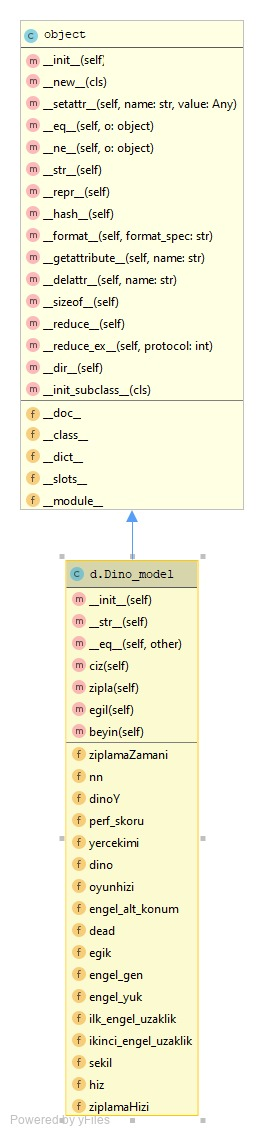 c object
m __init__(self)
m __new__(cls)
m __setattr__(self, name: str, value: Any)
m __eq__(self, o: object)
m __ne__(self, o: object)
m __str__(self)
m __repr__(self)
m __hash__(self)
m __format__(self, format_spec: str)
m __getattribute__(self, name: str)
m __delattr__(self, name: str)
m __sizeof__(self)
m __reduce__(self)
m __reduce_ex__(self, protocol: int)
m __dir__(self)
m __init_subclass__(cls)
f __doc__
f __class__
f __dict__
f __slots__
f __module__
c d.Dino_model
m __init__(self)
m __str__(self)
m __eq__(self, other)
m ciz(self)
m zipla(self)
m egil(self)
m beyin(self)
f ziplamaZamani
f nn
f dinoY
f perf_skoru
f yercekimi
f dino
f oyunhizi
f engel_alt_konum
f dead
f egik
f engel_gen
f engel_yuk
f ilk_engel_uzaklik
f ikinci_engel_uzaklik
f sekil
f hiz
f ziplamaHizi
Powered by yFiles